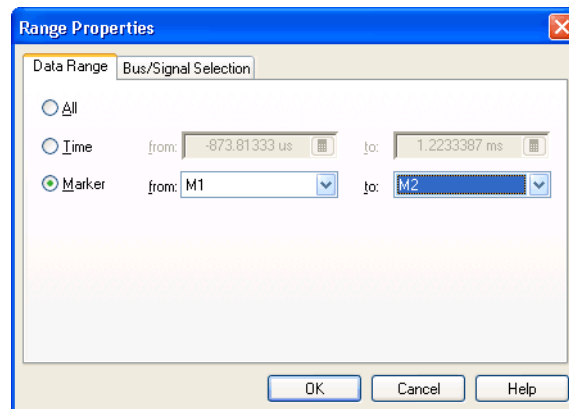 Range Properties
Data Range Bus/Signal Selection
All
Time from: -873.81333 us to: 1.2233387 ms
Marker from: M1 to: M2
OK Cancel Help